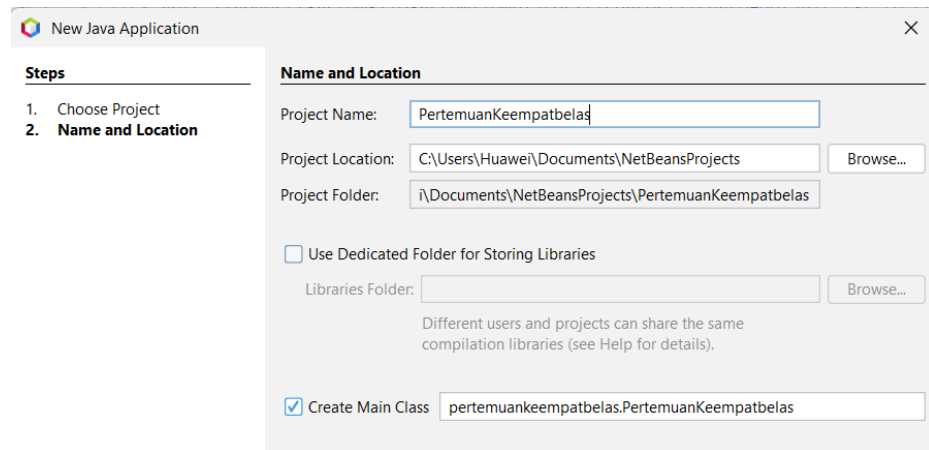 New Java Application
Steps
1. Choose Project
2. Name and Location
Name and Location
Project Name: PertemuanKeempatbelas
Project Location: C:\Users\Huawei\Documents\NetBeansProjects Browse...
Project Folder: i\Documents\NetBeansProjects\PertemuanKeempatbelas
Use Dedicated Folder for Storing Libraries
Libraries Folder: Browse...
Different users and projects can share the same
compilation libraries (see Help for details).
Create Main Class pertemuankeempatbelas.PertemuanKeempatbelas